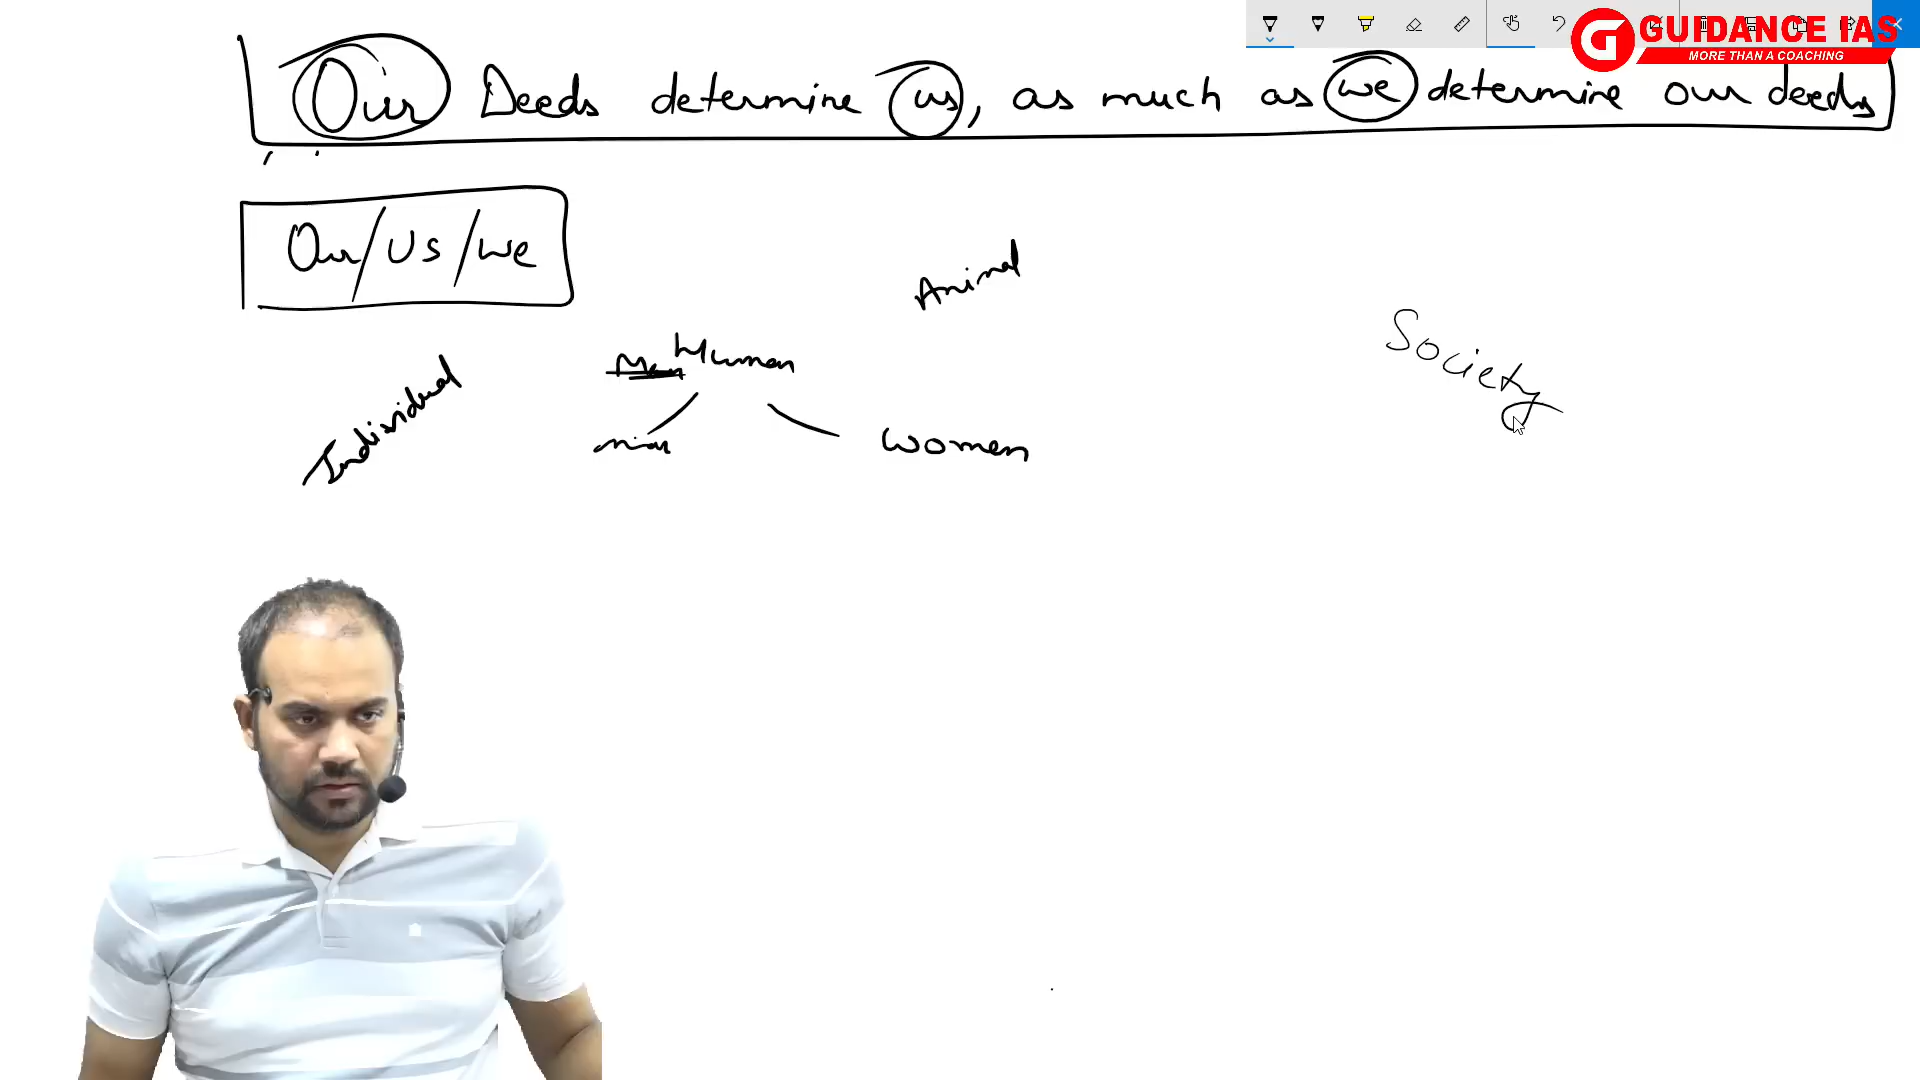 GUIDANCE IAS
MORE THAN A COACHING
Our Deeds determine us, as much as we determine our deeds
Our/us/we
Animal
Society
Human
Individual
women